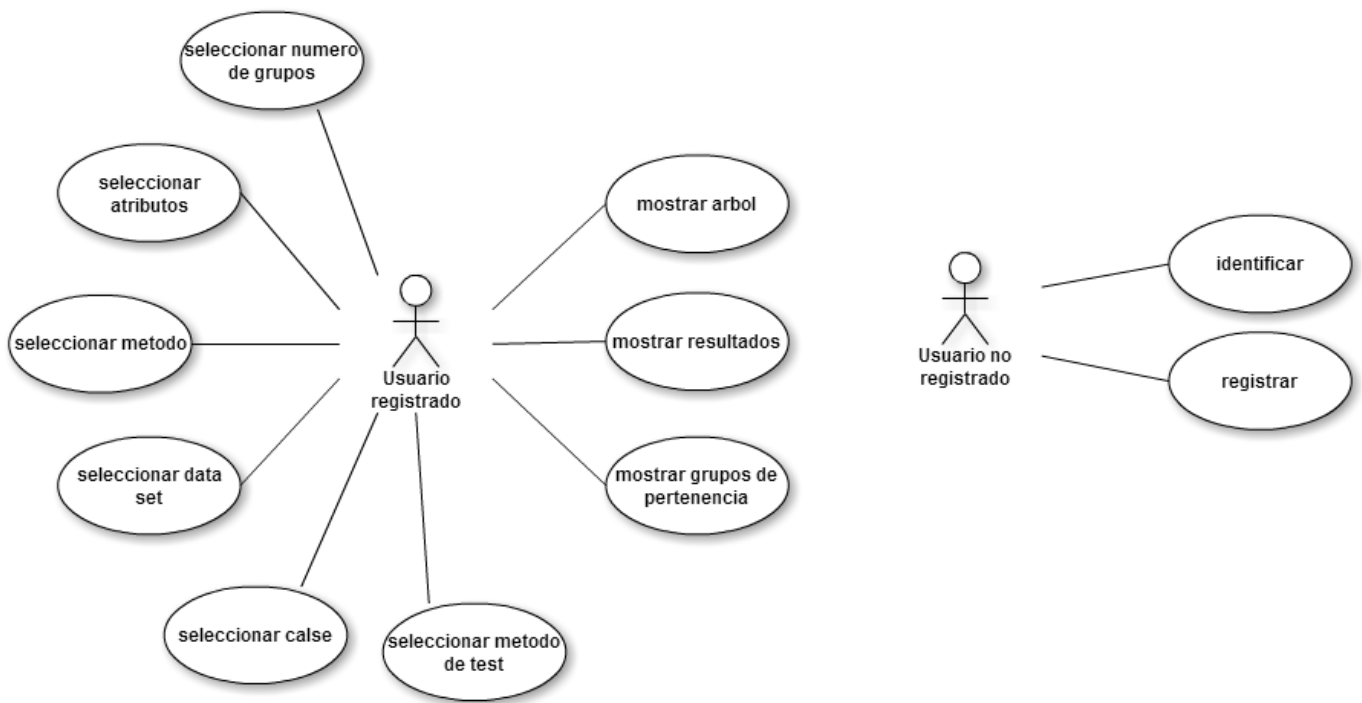 seleccionar numero
de grupos
seleccionar
atributos
mostrar arbol
identificar
seleccionar metodo
mostrar resultados
Usuario no
registrado
Usuario
registrado
registrar
seleccionar data
set
mostrar grupos de
pertenencia
seleccionar calse
seleccionar metodo
de test